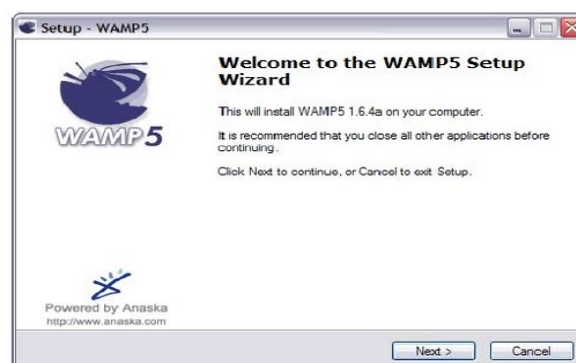 Setup - WAMP5
Welcome to the WAMP5 Setup
Wizard
This will install WAMP5 1.6.4a on your computer.
It is recommended that you close all other applications before
continuing.
Click Next to continue, or Cancel to exit Setup.
WAMP5
Powered by Anaska
http://www.anaska.com
Next >
Cancel